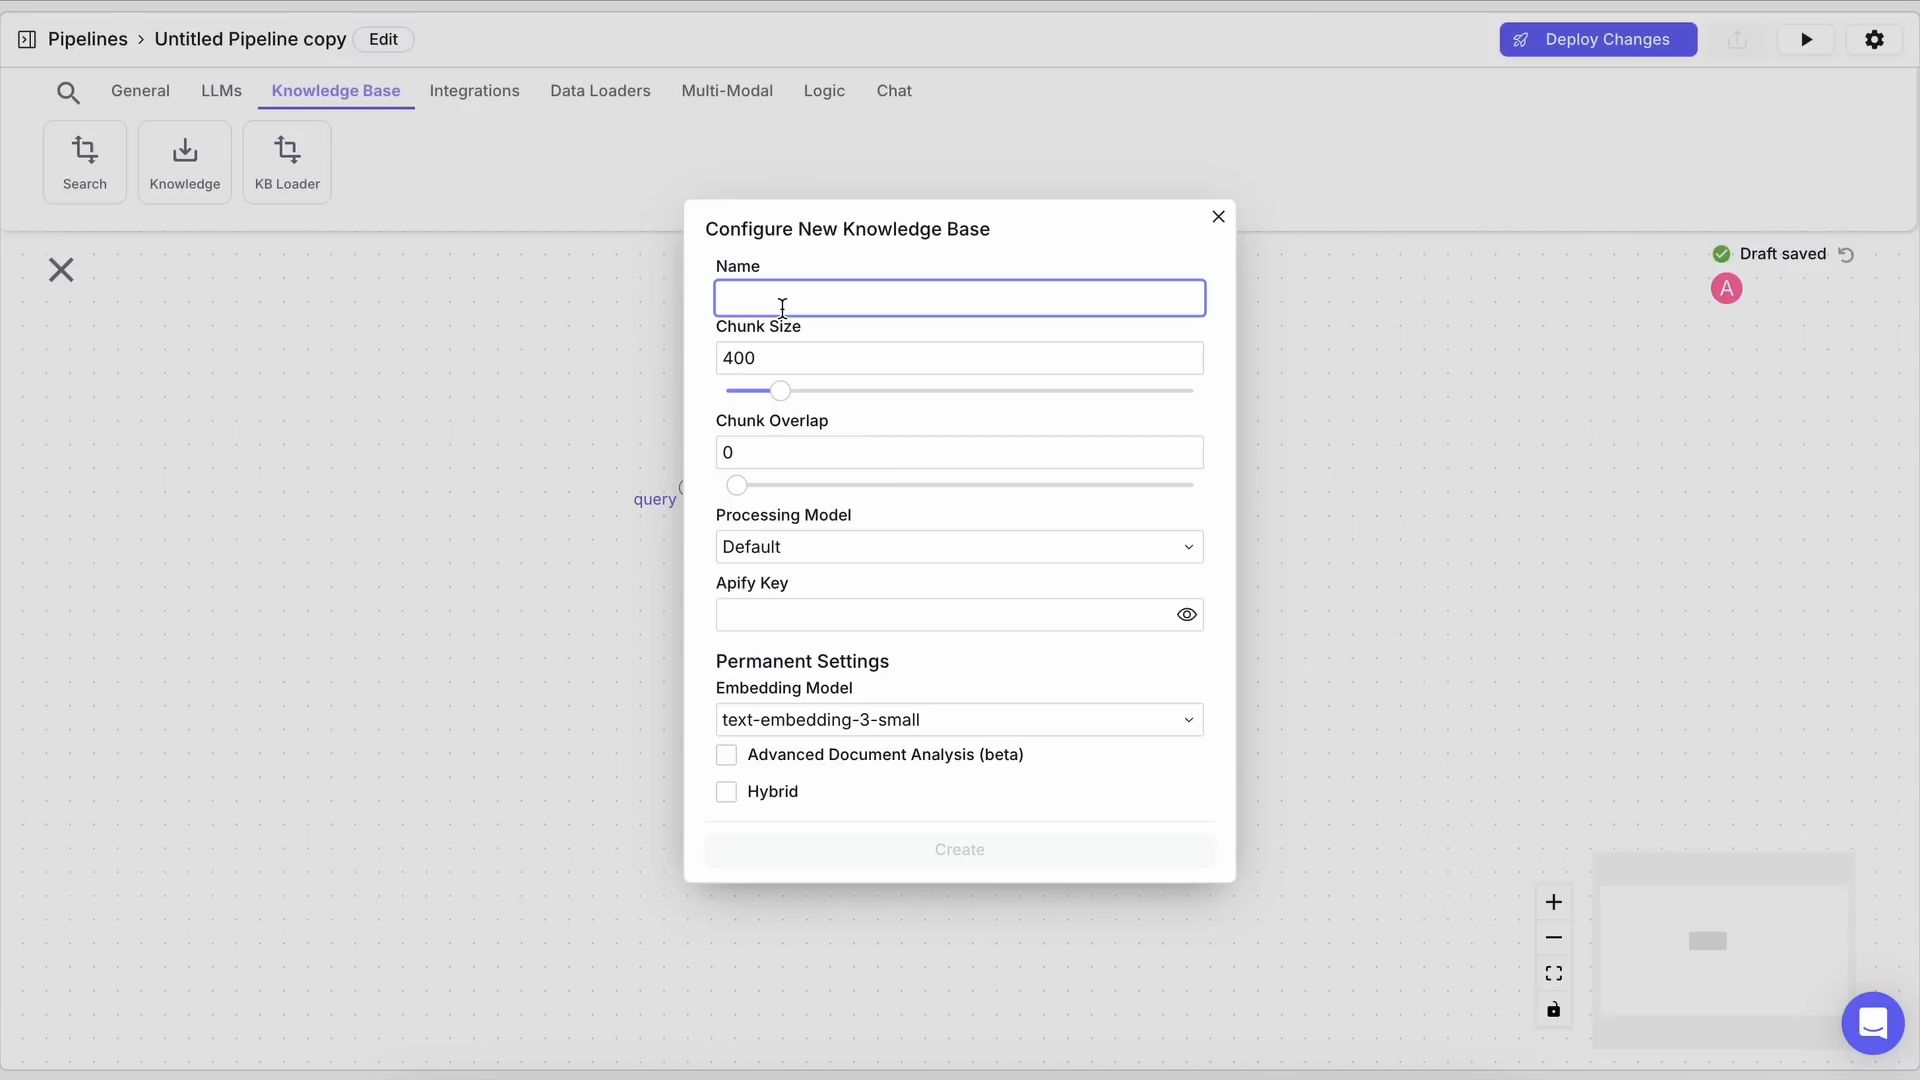 Pipelines › Untitled Pipeline copy Edit
Deploy Changes
General LLMs Knowledge Base Integrations Data Loaders Multi-Modal Logic Chat
Search Knowledge KB Loader
Configure New Knowledge Base
Draft saved
A
Name
Chunk Size
400
Chunk Overlap
0
query
Processing Model
Default
Apify Key
Permanent Settings
Embedding Model
text-embedding-3-small
Advanced Document Analysis (beta)
Hybrid
Create